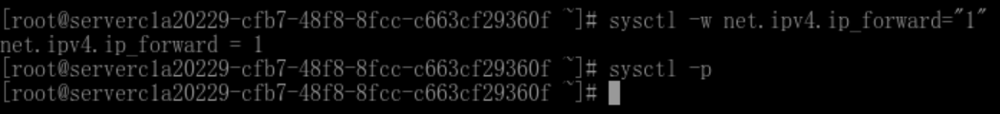 [root@serverc1a20229-cfb7-48f8-8fcc-c663cf29360f ~]# sysctl -w net.ipv4.ip_forward="1"
net.ipv4.ip_forward = 1
[root@serverc1a20229-cfb7-48f8-8fcc-c663cf29360f ~]# sysctl -p
[root@serverc1a20229-cfb7-48f8-8fcc-c663cf29360f ~]#